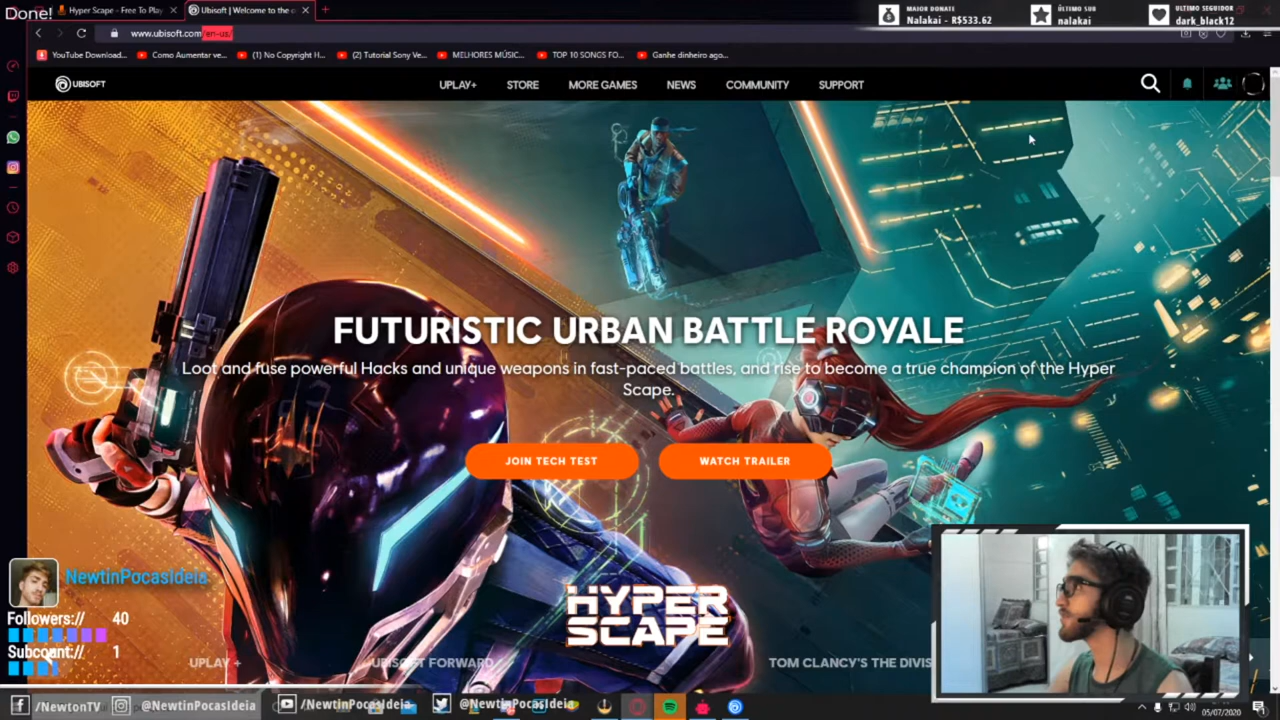 Done!
Hyper Scape – Free To Play
Ubisoft | Welcome to the o
MAIOR DONATE
Nalakai - R$533.62
ÚLTIMO SUB
nalakai
ULTIMO SEGUIDOR
dark_black12
www.ubisoft.com/en-us/
YouTube Download...
Como Aumentar ve...
(1) No Copyright H...
(2) Tutorial Sony Ve...
MELHORES MÚSIC...
TOP 10 SONGS FO...
Ganhe dinheiro ago...
UBISOFT
UPLAY+
STORE
MORE GAMES
NEWS
COMMUNITY
SUPPORT
FUTURISTIC URBAN BATTLE ROYALE
Loot and fuse powerful Hacks and unique weapons in fast-paced battles, and rise to become a true champion of the Hyper
Scape.
JOIN TECH TEST
WATCH TRAILER
NewtinPocasIdeia
Followers:// 40
Subcount:// 1
HYPER
SCAPE
UPLAY +
UBISOFT FORWARD
TOM CLANCY'S THE DIVIS
/NewtonTV
@NewtinPocasIdeia
/NewtinPocasIdeia
@NewtinPocasIdeia
05/07/2020